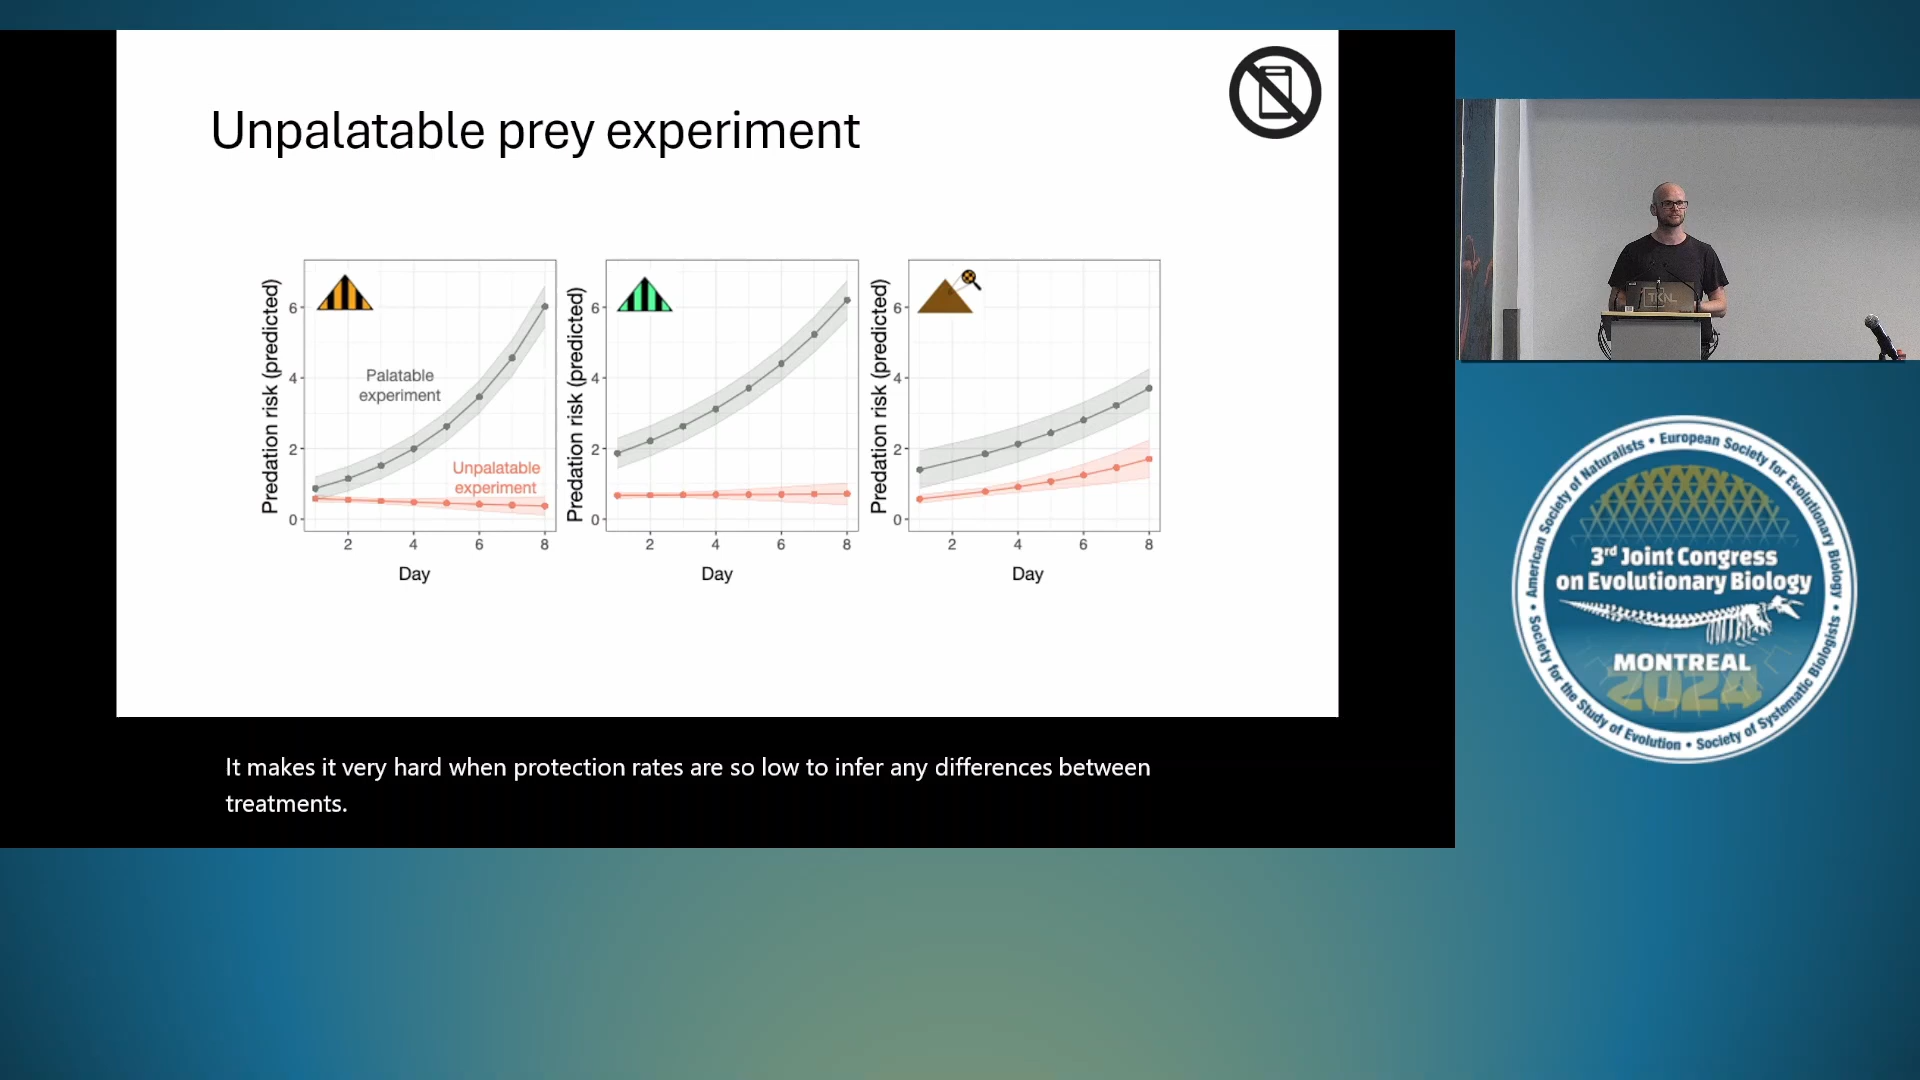 Unpalatable prey experiment
Predation risk (predicted)
6
4
2
0
Palatable
experiment
Unpalatable
experiment
2
4
6
8
Day
Predation risk (predicted)
6
4
2
0
2
4
6
8
Day
Predation risk (predicted)
6
4
2
0
2
4
6
8
Day
It makes it very hard when protection rates are so low to infer any differences between
treatments.
TKNL
American Society of Naturalists • European Society for Evolutionary Biology •
Society for the Study of Evolution • Society of Systematic Biologists •
3rd Joint Congress
on Evolutionary Biology
MONTREAL
2024